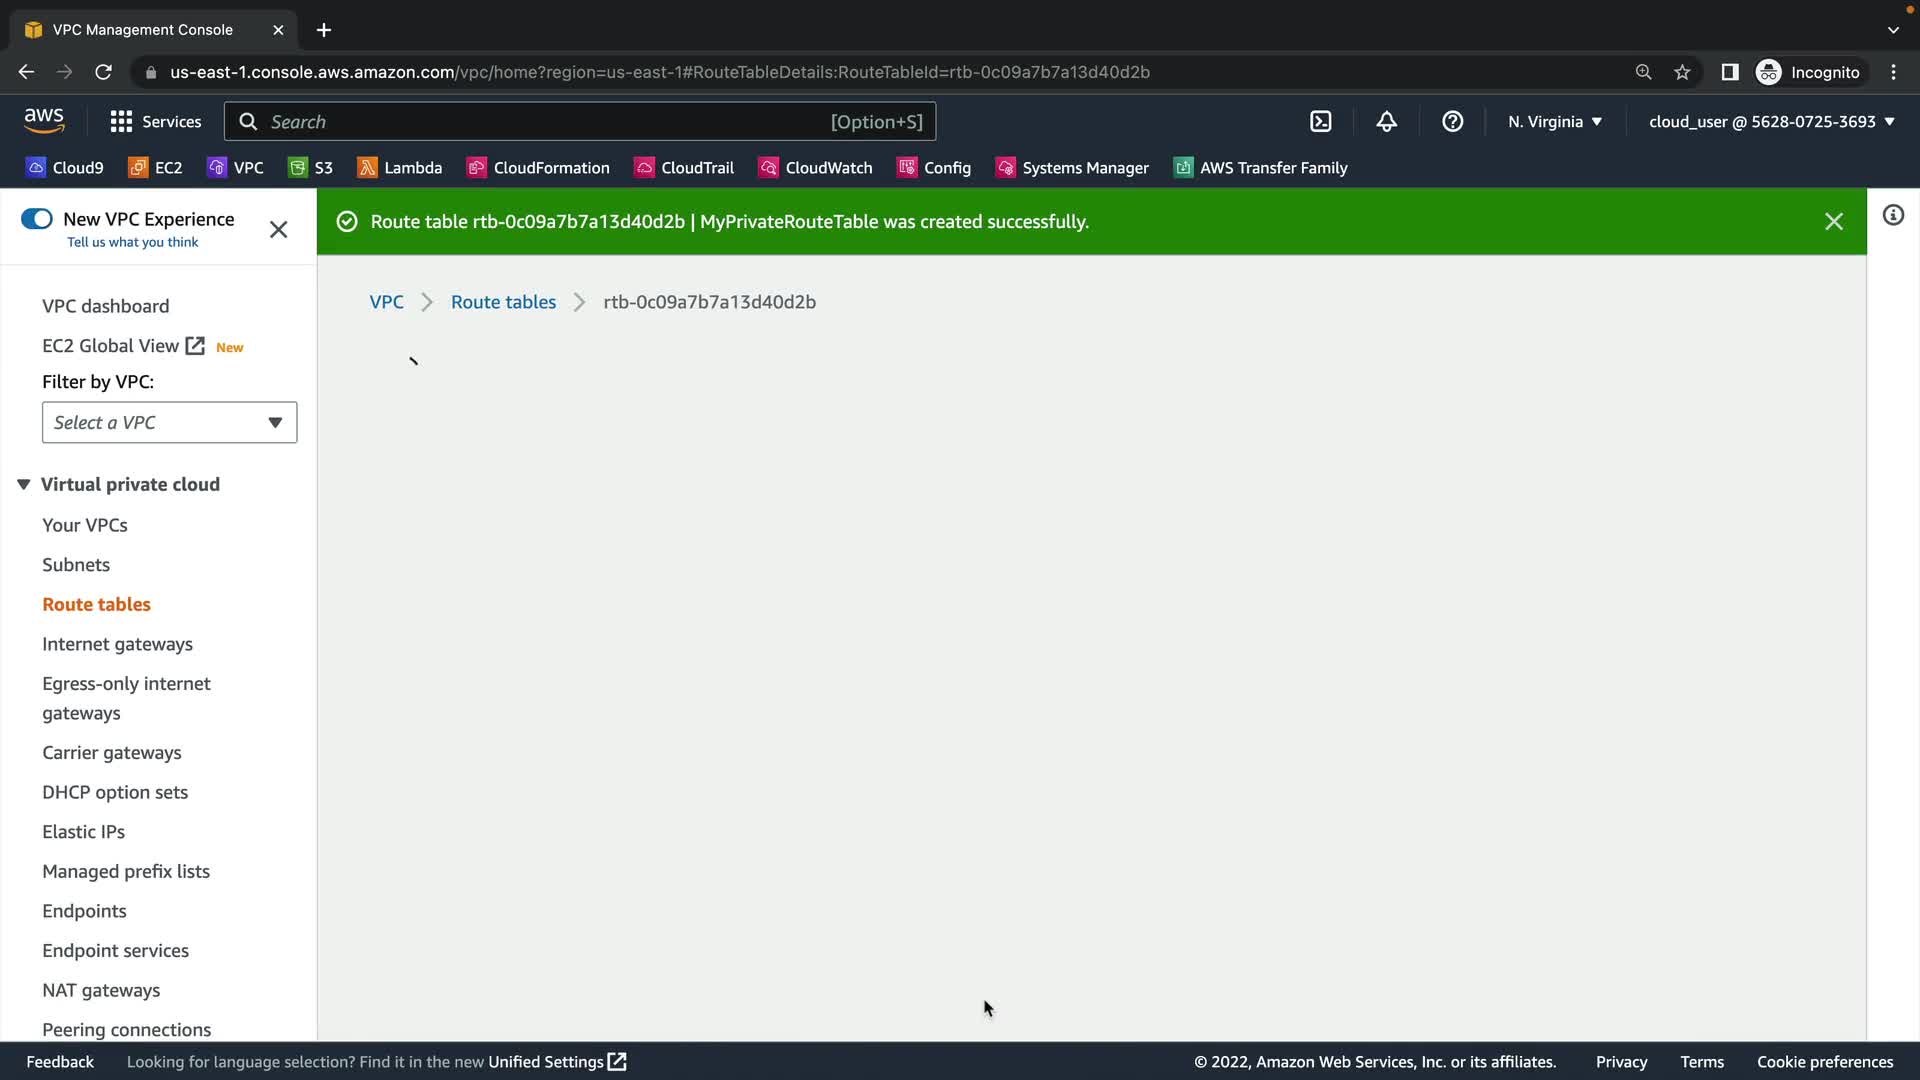 VPC Management Console
us-east-1.console.aws.amazon.com/vpc/home?region=us-east-1#RouteTableDetails:RouteTableId=rtb-0c09a7b7a13d40d2b
Incognito
aws
Services
Search
[Option+S]
N. Virginia
cloud_user @ 5628-0725-3693
Cloud9
EC2
VPC
S3
Lambda
CloudFormation
CloudTrail
CloudWatch
Config
Systems Manager
AWS Transfer Family
New VPC Experience
Tell us what you think
Route table rtb-0c09a7b7a13d40d2b | MyPrivateRouteTable was created successfully.
VPC
Route tables
rtb-0c09a7b7a13d40d2b
VPC dashboard
EC2 Global View
New
Filter by VPC:
Select a VPC
Virtual private cloud
Your VPCs
Subnets
Route tables
Internet gateways
Egress-only internet
gateways
Carrier gateways
DHCP option sets
Elastic IPs
Managed prefix lists
Endpoints
Endpoint services
NAT gateways
Peering connections
Feedback
Looking for language selection? Find it in the new Unified Settings
© 2022, Amazon Web Services, Inc. or its affiliates.
Privacy
Terms
Cookie preferences